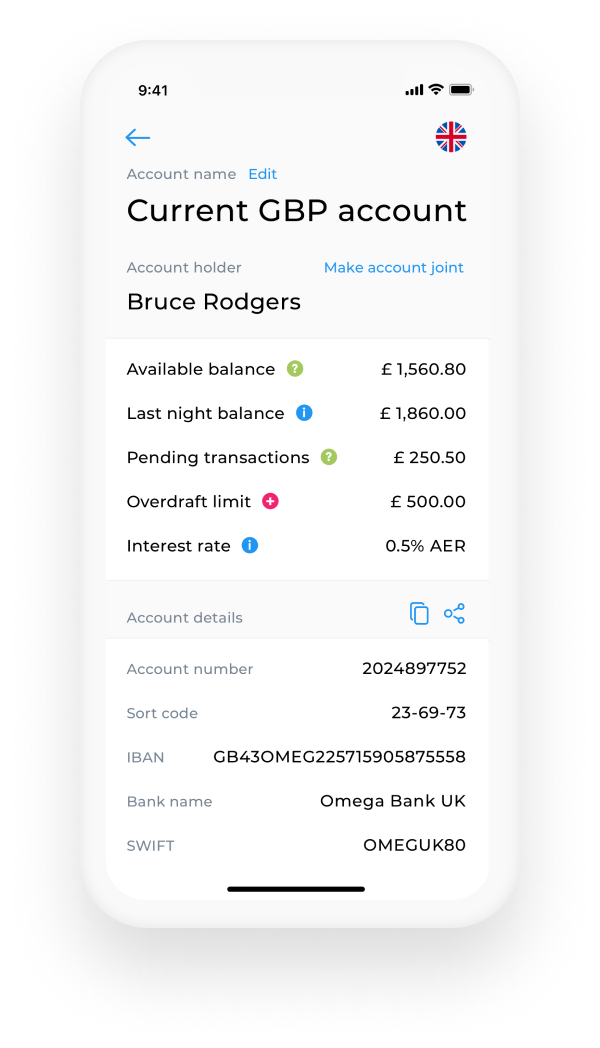 9:41
Account name Edit
Current GBP account
Account holder Make account joint
Bruce Rodgers
Available balance ? £ 1,560.80
Last night balance i £ 1,860.00
Pending transactions ? £ 250.50
Overdraft limit + £ 500.00
Interest rate i 0.5% AER
Account details
Account number 2024897752
Sort code 23-69-73
IBAN GB43OMEG225715905875558
Bank name Omega Bank UK
SWIFT OMEGUK80